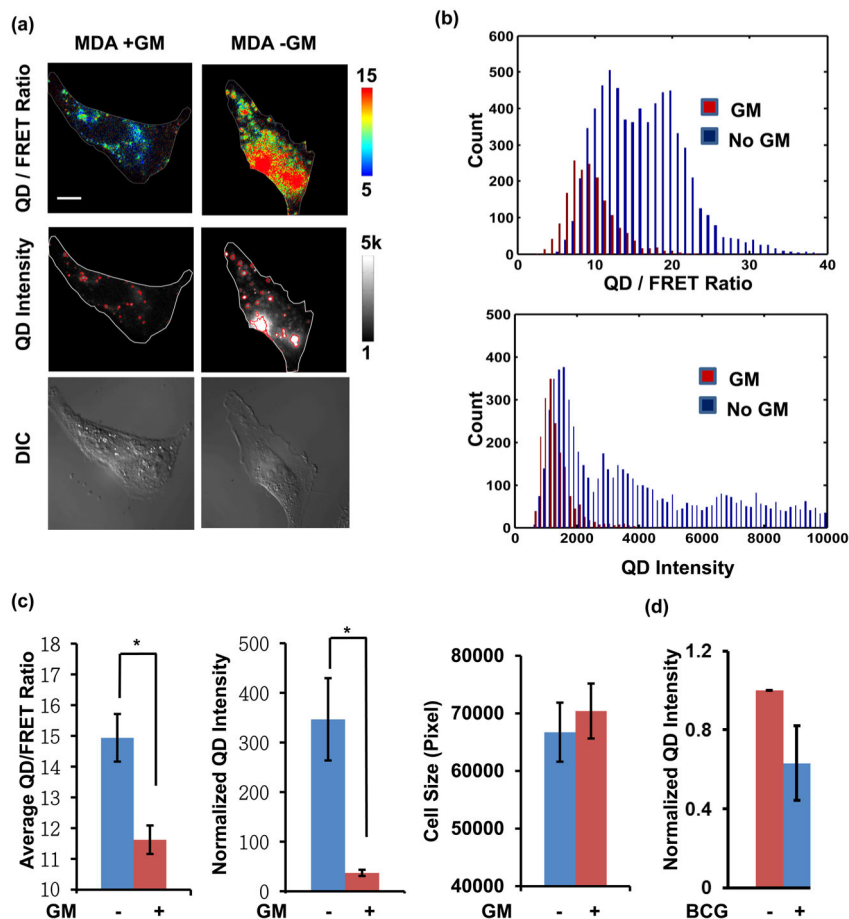 (a)
MDA +GM
MDA -GM
QD / FRET Ratio
15
5
QD Intensity
5k
1
DIC
(b)
600
500
400
300
200
100
0
Count
GM
No GM
0
10
20
30
40
QD / FRET Ratio
500
400
300
200
100
0
Count
GM
No GM
0
2000
4000
6000
8000
10000
QD Intensity
(c)
18
17
16
15
14
13
12
11
10
Average QD/FRET Ratio
*
GM - +
500
400
300
200
100
0
Normalized QD Intensity
*
- +
80000
70000
60000
50000
40000
Cell Size (Pixel)
GM - +
(d)
1.2
0.8
0.4
0
Normalized QD Intensity
BCG - +